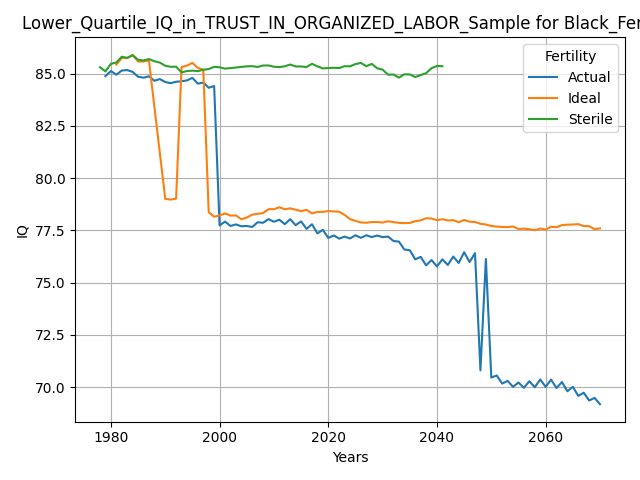 Lower_Quartile_IQ_in_TRUST_IN_ORGANIZED_LABOR_Sample for Black_Fer
Fertility
Actual
Ideal
Sterile
IQ
85.0
82.5
80.0
77.5
75.0
72.5
70.0
1980 2000 2020 2040 2060
Years